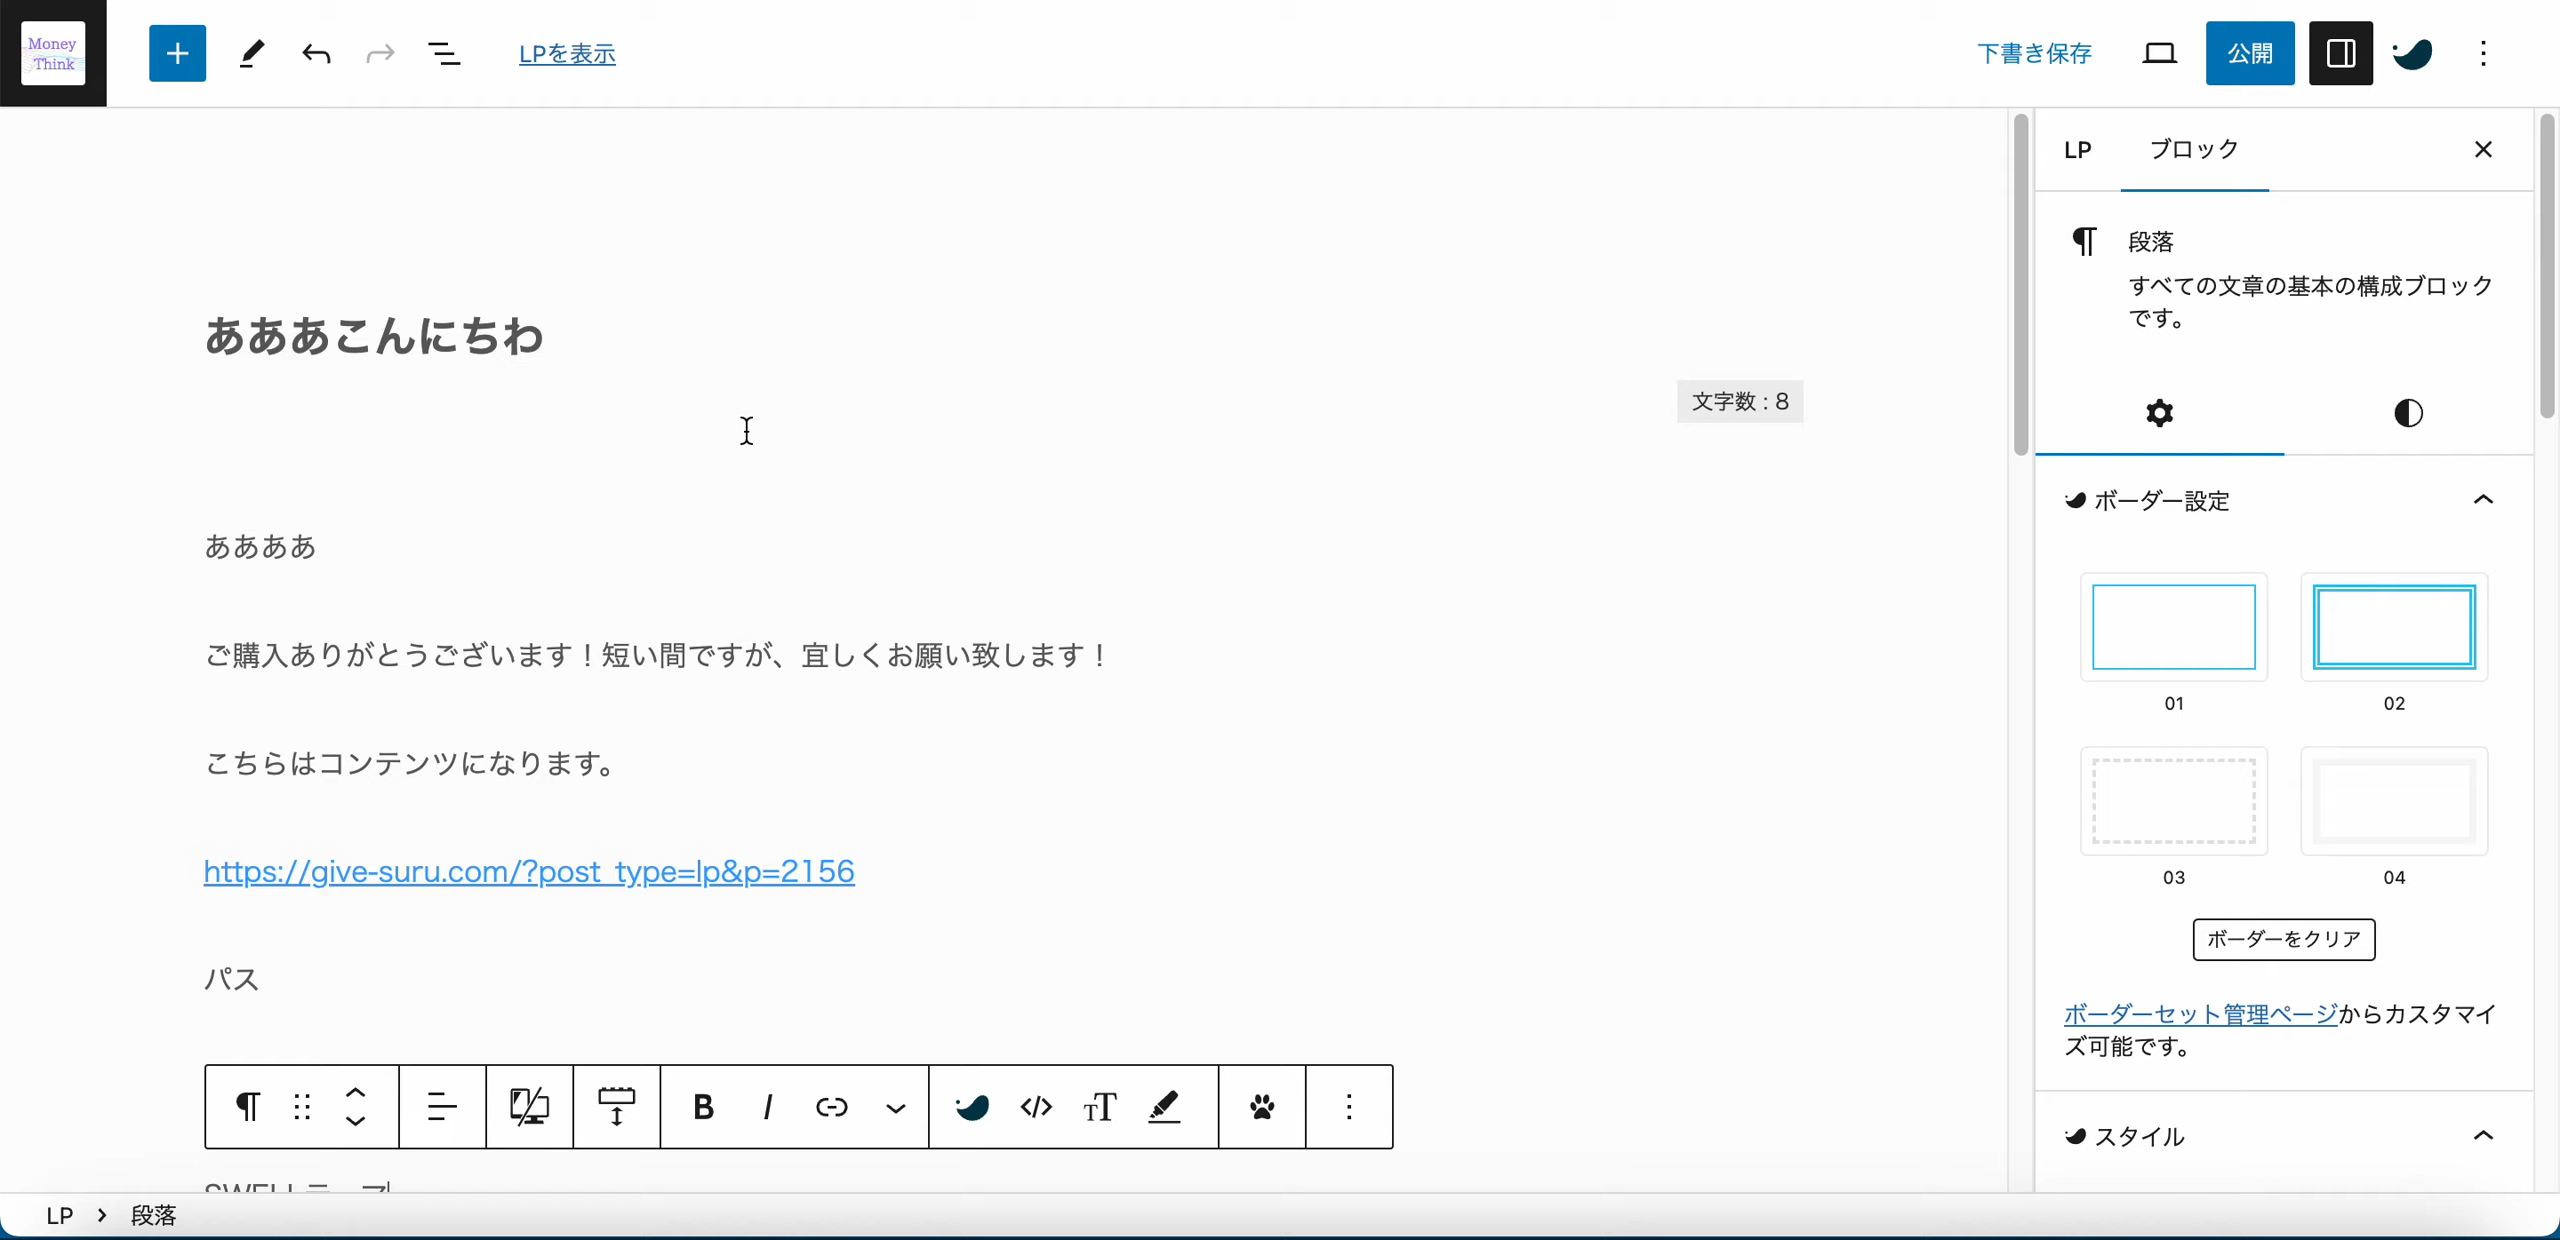 Money
Think
LPを表示
下書き保存
公開
LP
ブロック
段落
すべての文章の基本の構成ブロック
です。
あああこんにちわ
文字数 : 8
ボーダー設定
ああああ
ご購入ありがとうございます！短い間ですが、宜しくお願い致します！
01
02
こちらはコンテンツになります。
https://give-suru.com/?post_type=lp&p=2156
03
04
ボーダーをクリア
パス
ボーダーセット管理ページからカスタマイ
ズ可能です。
B
I
TT
スタイル
LP
段落